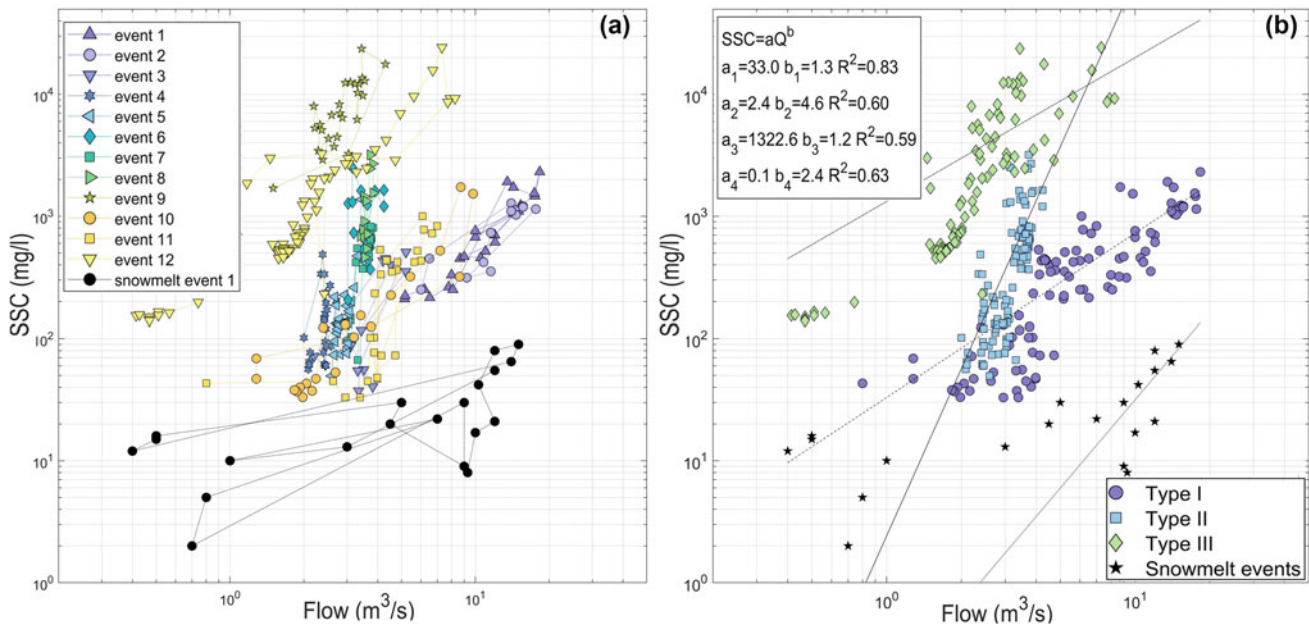 (a)
event 1
event 2
event 3
event 4
event 5
event 6
event 7
event 8
event 9
event 10
event 11
event 12
snowmelt event 1
SSC (mg/l)
10⁴
10³
10²
10¹
10⁰
10⁰
10¹
Flow (m³/s)
(b)
SSC=aQᵇ
a₁=33.0 b₁=1.3 R²=0.83
a₂=2.4 b₂=4.6 R²=0.60
a₃=1322.6 b₃=1.2 R²=0.59
a₄=0.1 b₄=2.4 R²=0.63
SSC (mg/l)
10⁴
10³
10²
10¹
10⁰
Type I
Type II
Type III
Snowmelt events
10⁰
10¹
Flow (m³/s)